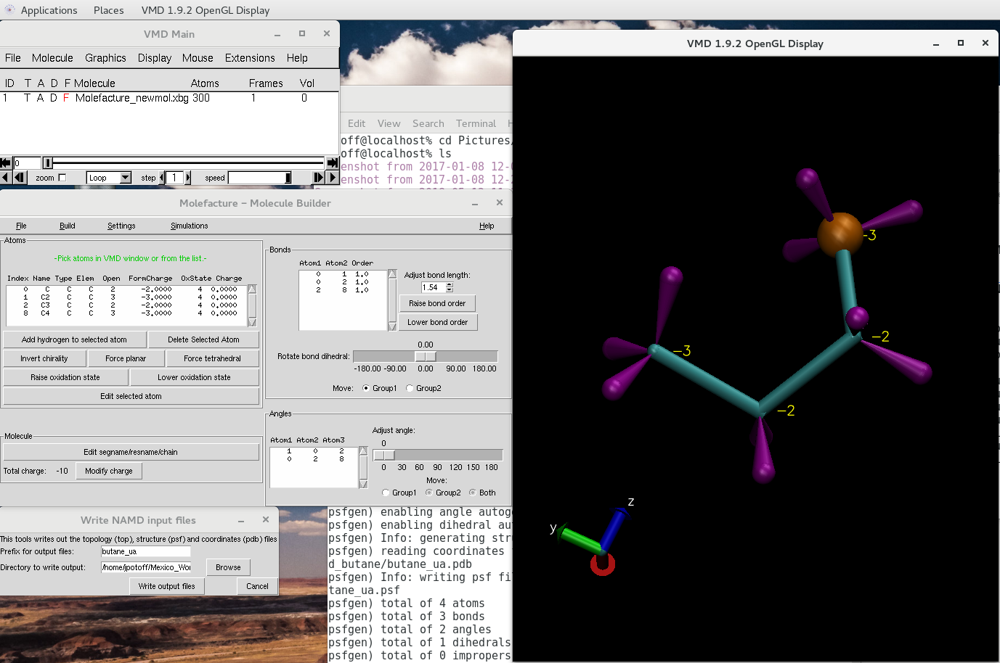 Applications Places VMD 1.9.2 OpenGL Display
VMD Main
File Molecule Graphics Display Mouse Extensions Help
ID T A D F Molecule Atoms Frames Vol
1 T A D F Molefacture_newmol.xbg 300 1 0
0
zoom Loop step 1 speed
Edit View Search Terminal
off@localhost% cd Pictures/
off@localhost% ls
enshot from 2017-01-08 12-
enshot from 2017-01-08 12-
Molefacture – Molecule Builder
File Build Settings Simulations Help
Atoms
-Pick atoms in VMD window or from the list.-
Index Name Type Elem Open FormCharge OxState Charge
0 C C C 2 -2.0000 4 0.0000
1 C2 C C 3 -3.0000 4 0.0000
2 C3 C C 2 -2.0000 4 0.0000
8 C4 C C 3 -3.0000 4 0.0000
Add hydrogen to selected atom Delete Selected Atom
Invert chirality Force planar Force tetrahedral
Raise oxidation state Lower oxidation state
Edit selected atom
Molecule
Edit segname/resname/chain
Total charge: -10 Modify charge
Bonds
Atom1 Atom2 Order
0 1 1.0
0 2 1.0
2 8 1.0
Adjust bond length:
1.54
Raise bond order
Lower bond order
0.00
Rotate bond dihedral:
-180.00 -90.00 0.00 90.00 180.00
Move: Group1 Group2
Angles
Atom1 Atom2 Atom3
1 0 2
0 2 8
Adjust angle:
0
0 30 60 90 120 150 180
Move:
Group1 Group2 Both
Write NAMD input files
This tools writes out the topology (top), structure (psf) and coordinates (pdb) files
Prefix for output files: butane_ua
Directory to write output: /home/jpotoff/Mexico_Wor Browse
Write output files Cancel
psfgen) enabling angle autog
psfgen) enabling dihedral au
psfgen) Info: generating str
psfgen) reading coordinates
d_butane/butane_ua.pdb
psfgen) Info: writing psf fi
tane_ua.psf
psfgen) total of 4 atoms
psfgen) total of 3 bonds
psfgen) total of 2 angles
psfgen) total of 1 dihedrals
psfgen) total of 0 impropers
VMD 1.9.2 OpenGL Display
-3
-2
-3
-2
z
y